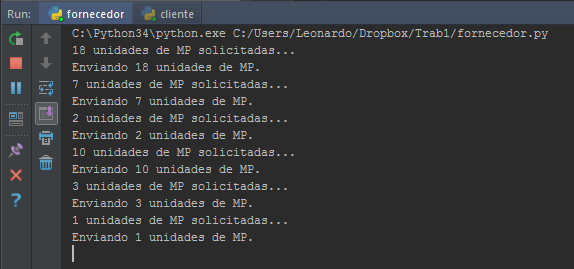 Run: fornecedor cliente
C:\Python34\python.exe C:/Users/Leonardo/Dropbox/Trab1/fornecedor.py
18 unidades de MP solicitadas...
Enviando 18 unidades de MP.
7 unidades de MP solicitadas...
Enviando 7 unidades de MP.
2 unidades de MP solicitadas...
Enviando 2 unidades de MP.
10 unidades de MP solicitadas...
Enviando 10 unidades de MP.
3 unidades de MP solicitadas...
Enviando 3 unidades de MP.
1 unidades de MP solicitadas...
Enviando 1 unidades de MP.